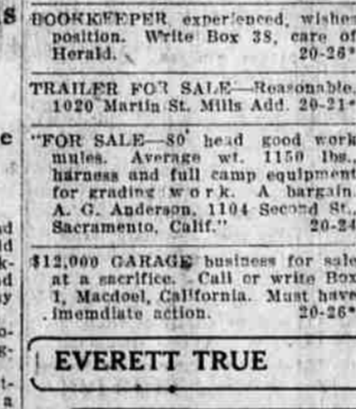 BOOKKEEPER, experienced, wishes
position. Write Box 38, care of
Herald. 20-26*
TRAILER FOR SALE—Reasonable.
1020 Martin St. Mills Add. 20-21*
"FOR SALE—80 head good work
mules. Average wt. 1150 lbs.,
harness and full camp equipment
for grading work. A bargain.
A. G. Anderson, 1104 Second St.,
Sacramento, Calif." 20-24
$12,000 GARAGE business for sale
at a sacrifice. Call or write Box
1, Macdoel, California. Must have
imemdiate action. 20-26*
EVERETT TRUE